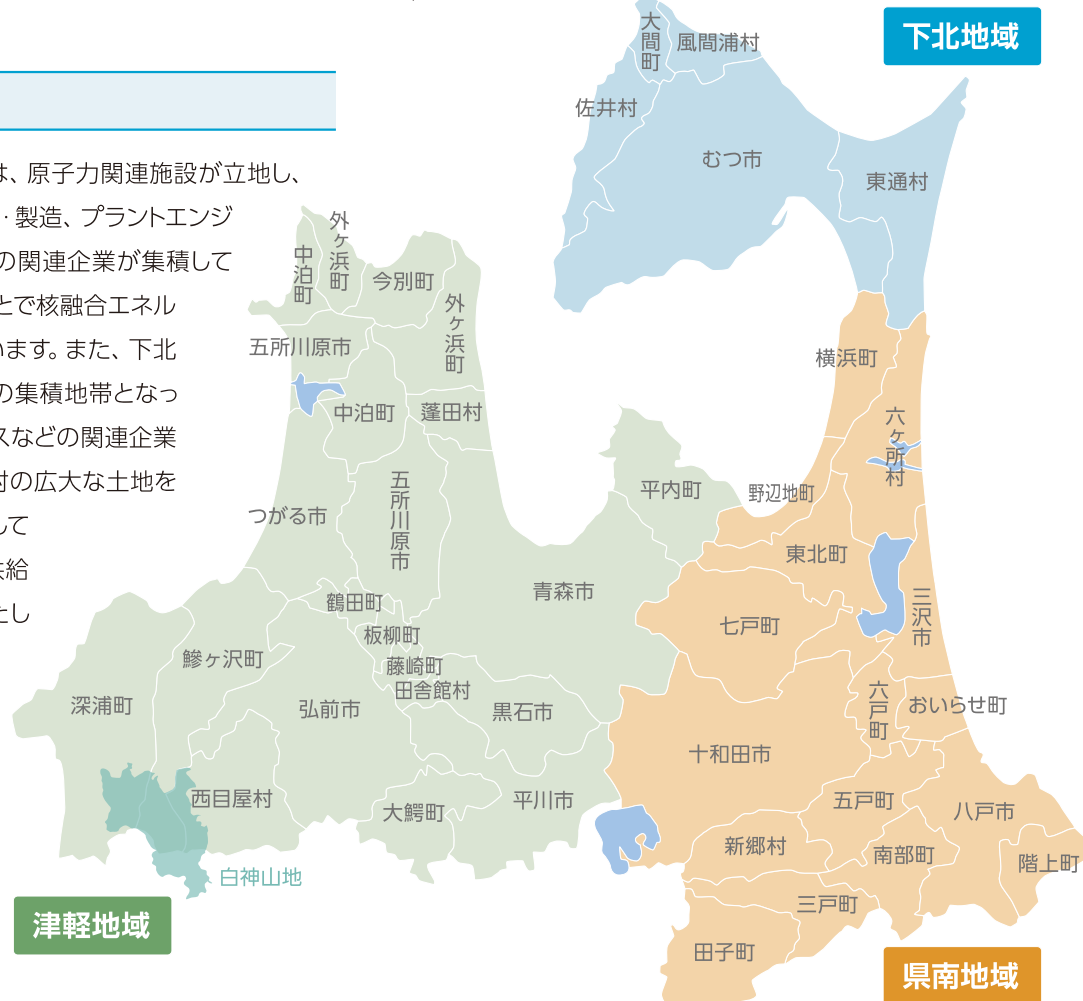 は、原子力関連施設が立地し、
・製造、プラントエンジ
の関連企業が集積して
とで核融合エネル
います。また、下北
の集積地帯となっ
スなどの関連企業
村の広大な土地を
して
供給
たし
下北地域
大間町
風間浦村
佐井村
むつ市
東通村
外ヶ浜町
中泊町
今別町
外ヶ浜町
五所川原市
中泊町
蓬田村
五所川原市
つがる市
平内町
青森市
鶴田町
板柳町
藤崎町
田舎館村
鰺ヶ沢町
深浦町
弘前市
黒石市
西目屋村
大鰐町
平川市
白神山地
津軽地域
横浜町
六ヶ所村
野辺地町
東北町
七戸町
三沢市
六戸町
おいらせ町
十和田市
五戸町
八戸市
新郷村
南部町
階上町
三戸町
田子町
県南地域